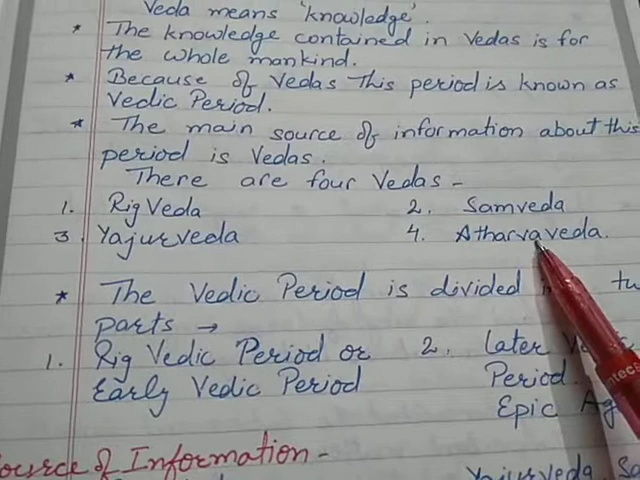 Veda means 'knowledge'.
* The knowledge contained in Vedas is for
the whole mankind.
* Because of Vedas This period is known as
Vedic Period.
* The main source of information about this
period is Vedas.
There are four Vedas -
1. Rig Veda 2. Samveda
3 Yajurveda 4. Atharvaveda.
* The Vedic Period is divided
parts →
1. Rig Vedic Period or 2. Later
Early Vedic Period Period.
Epic
Source of Information -
Yajurveda,